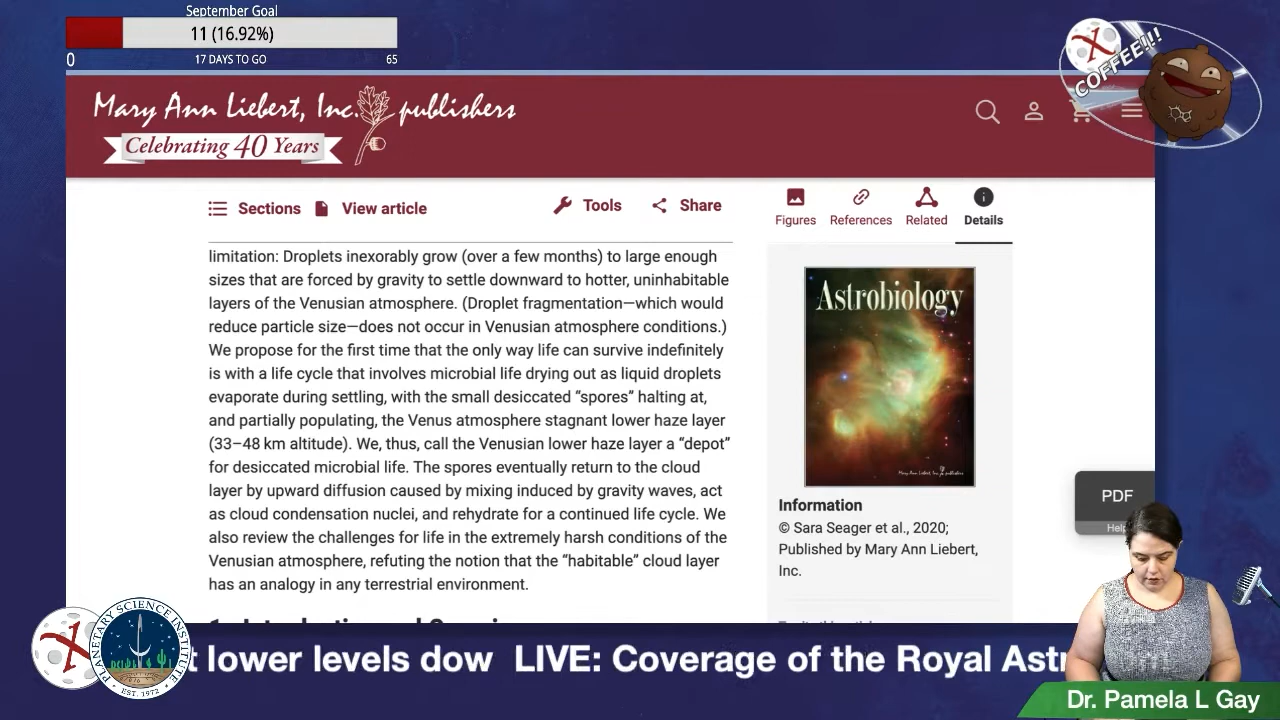 September Goal
11 (16.92%)
0
17 DAYS TO GO
65
COFFEE!!!
X
Mary Ann Liebert, Inc. publishers
Celebrating 40 Years
Sections
View article
Tools
Share
Figures
References
Related
Details
limitation: Droplets inexorably grow (over a few months) to large enough
sizes that are forced by gravity to settle downward to hotter, uninhabitable
layers of the Venusian atmosphere. (Droplet fragmentation—which would
reduce particle size—does not occur in Venusian atmosphere conditions.)
We propose for the first time that the only way life can survive indefinitely
is with a life cycle that involves microbial life drying out as liquid droplets
evaporate during settling, with the small desiccated “spores” halting at,
and partially populating, the Venus atmosphere stagnant lower haze layer
(33–48 km altitude). We, thus, call the Venusian lower haze layer a “depot”
for desiccated microbial life. The spores eventually return to the cloud
layer by upward diffusion caused by mixing induced by gravity waves, act
as cloud condensation nuclei, and rehydrate for a continued life cycle. We
also review the challenges for life in the extremely harsh conditions of the
Venusian atmosphere, refuting the notion that the “habitable” cloud layer
has an analogy in any terrestrial environment.
Astrobiology
Mary Ann Liebert, Inc. publishers
Information
© Sara Seager et al., 2020;
Published by Mary Ann Liebert,
Inc.
PDF
Help
X
PLANETARY SCIENCE INSTITUTE
EST. 1972
t lower levels dow LIVE: Coverage of the Royal Astr
Dr. Pamela L Gay